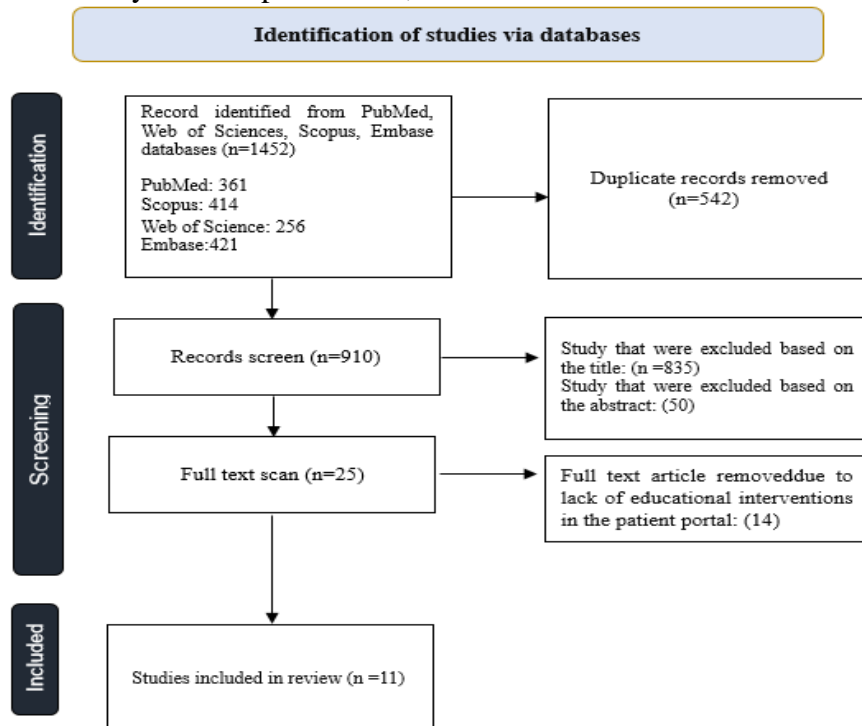 Identification of studies via databases
Identification
Record identified from PubMed,
Web of Sciences, Scopus, Embase
databases (n=1452)
PubMed: 361
Scopus: 414
Web of Science: 256
Embase:421
Duplicate records removed
(n=542)
Screening
Records screen (n=910)
Study that were excluded based on
the title: (n =835)
Study that were excluded based on
the abstract: (50)
Full text scan (n=25)
Full text article removeddue to
lack of educational interventions
in the patient portal: (14)
Included
Studies included in review (n =11)